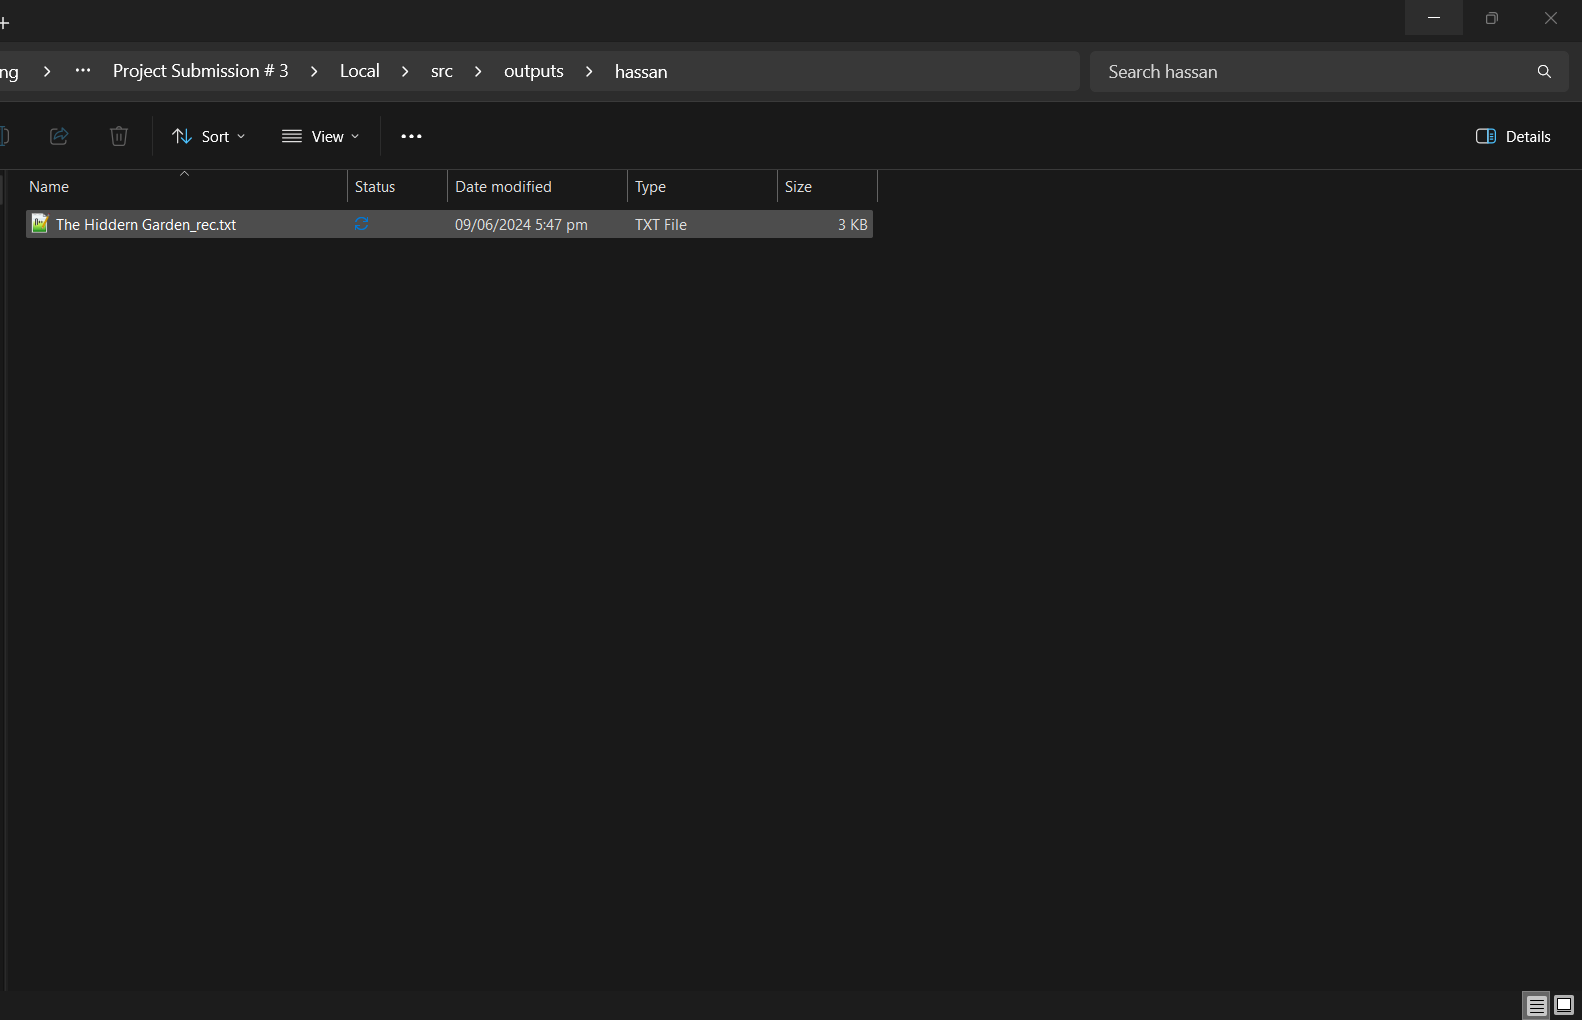 ng > ... Project Submission # 3 > Local > src > outputs > hassan
Search hassan
Sort
View
Details
Name Status Date modified Type Size
The Hiddern Garden_rec.txt 09/06/2024 5:47 pm TXT File 3 KB